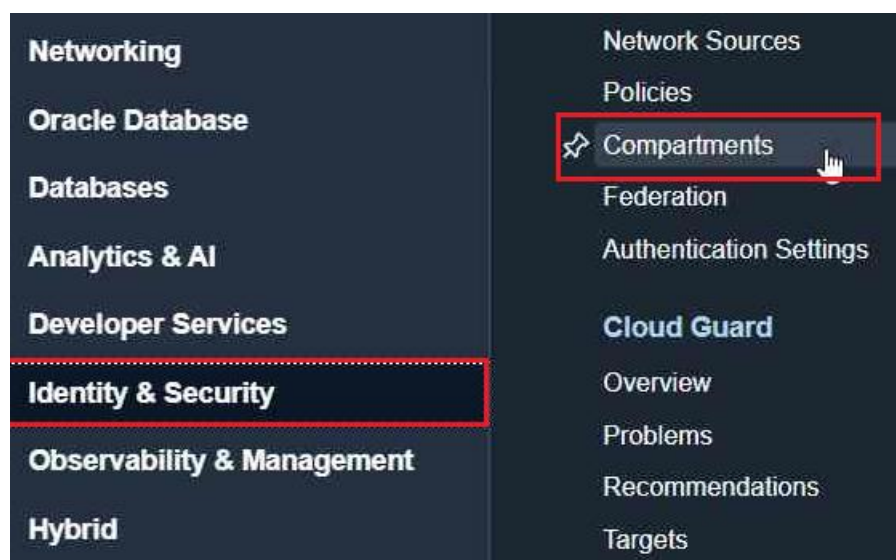 Networking
Oracle Database
Databases
Analytics & AI
Developer Services
Identity & Security
Observability & Management
Hybrid
Network Sources
Policies
Compartments
Federation
Authentication Settings
Cloud Guard
Overview
Problems
Recommendations
Targets